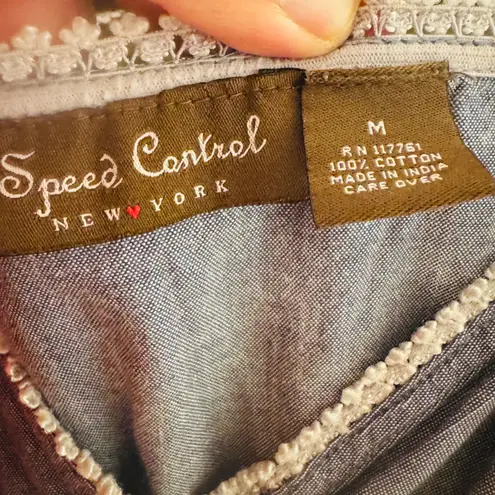 Speed Control
NEW YORK
M
RN 117761
100% COTTON
MADE IN INDIA
CARE OVER